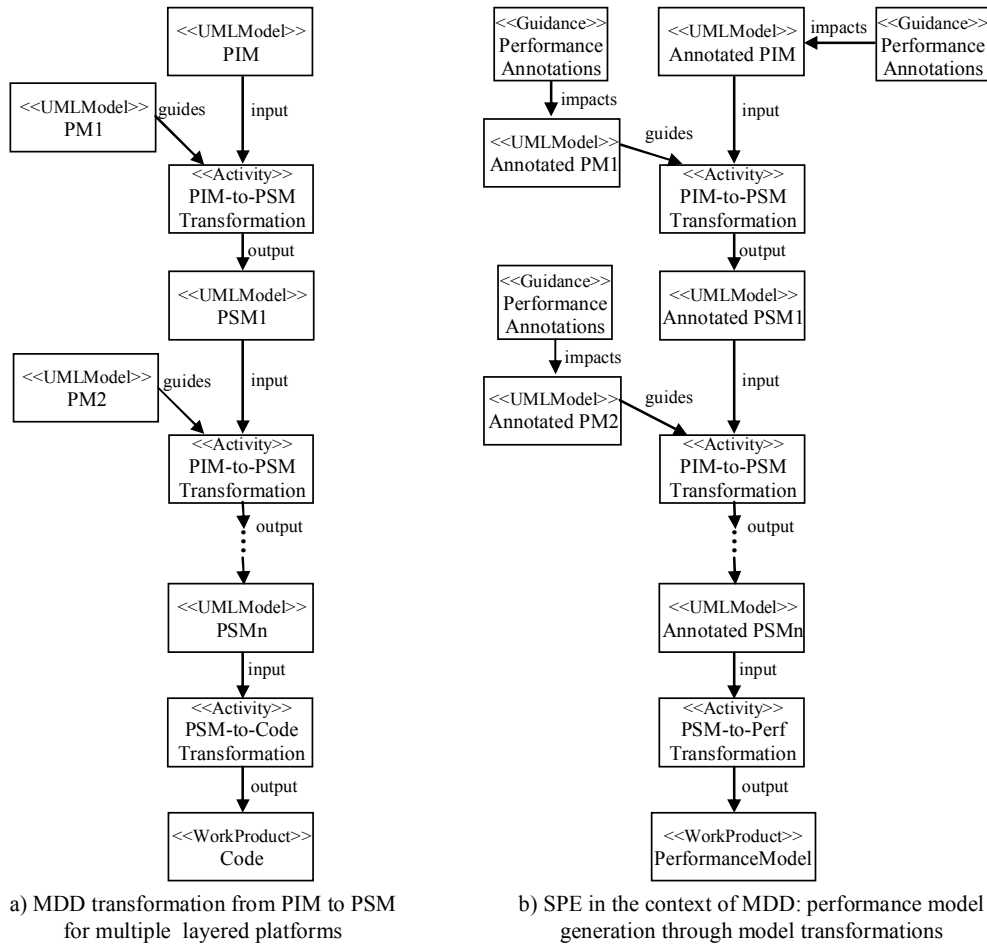 <<UMLModel>>
PIM
<<UMLModel>>
PM1
guides
input
<<Activity>>
PIM-to-PSM
Transformation
output
<<UMLModel>>
PSM1
<<UMLModel>>
PM2
guides
input
<<Activity>>
PIM-to-PSM
Transformation
output
<<UMLModel>>
PSMn
input
<<Activity>>
PSM-to-Code
Transformation
output
<<WorkProduct>>
Code
a) MDD transformation from PIM to PSM
for multiple layered platforms
<<Guidance>>
Performance
Annotations
impacts
<<UMLModel>>
Annotated PIM
impacts
<<Guidance>>
Performance
Annotations
<<UMLModel>>
Annotated PM1
guides
input
<<Activity>>
PIM-to-PSM
Transformation
output
<<Guidance>>
Performance
Annotations
impacts
<<UMLModel>>
Annotated PSM1
<<UMLModel>>
Annotated PM2
guides
input
<<Activity>>
PIM-to-PSM
Transformation
output
<<UMLModel>>
Annotated PSMn
input
<<Activity>>
PSM-to-Perf
Transformation
output
<<WorkProduct>>
PerformanceModel
b) SPE in the context of MDD: performance model
generation through model transformations